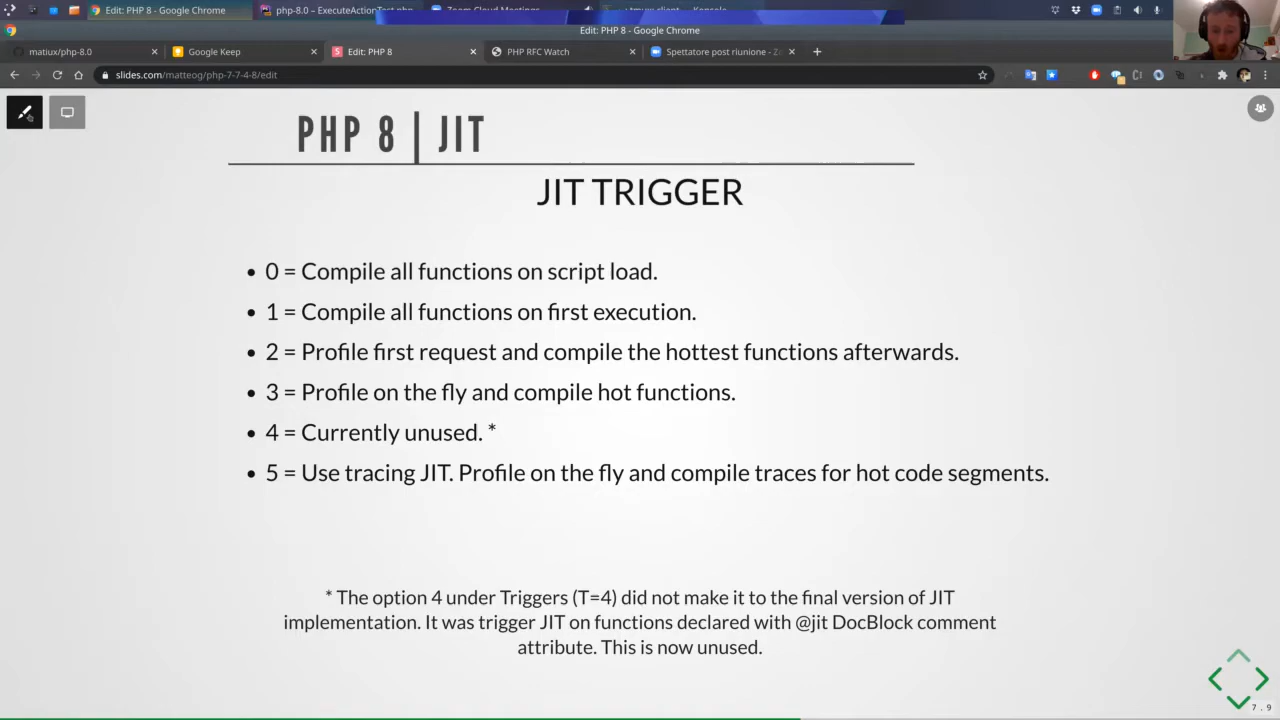 Edit: PHP 8 - Google Chrome
php-8.0 – ExecuteActionTest.php
Team Cloud Meetings
Edit: PHP 8 - Google Chrome
matiux/php-8.0
Google Keep
Edit: PHP 8
PHP RFC Watch
Spettatore post riunione - Z
slides.com/matteog/php-7-7-4-8/edit
PHP 8 | JIT
JIT TRIGGER
• 0 = Compile all functions on script load.
• 1 = Compile all functions on first execution.
• 2 = Profile first request and compile the hottest functions afterwards.
• 3 = Profile on the fly and compile hot functions.
• 4 = Currently unused. *
• 5 = Use tracing JIT. Profile on the fly and compile traces for hot code segments.
* The option 4 under Triggers (T=4) did not make it to the final version of JIT
implementation. It was trigger JIT on functions declared with @jit DocBlock comment
attribute. This is now unused.
7.9